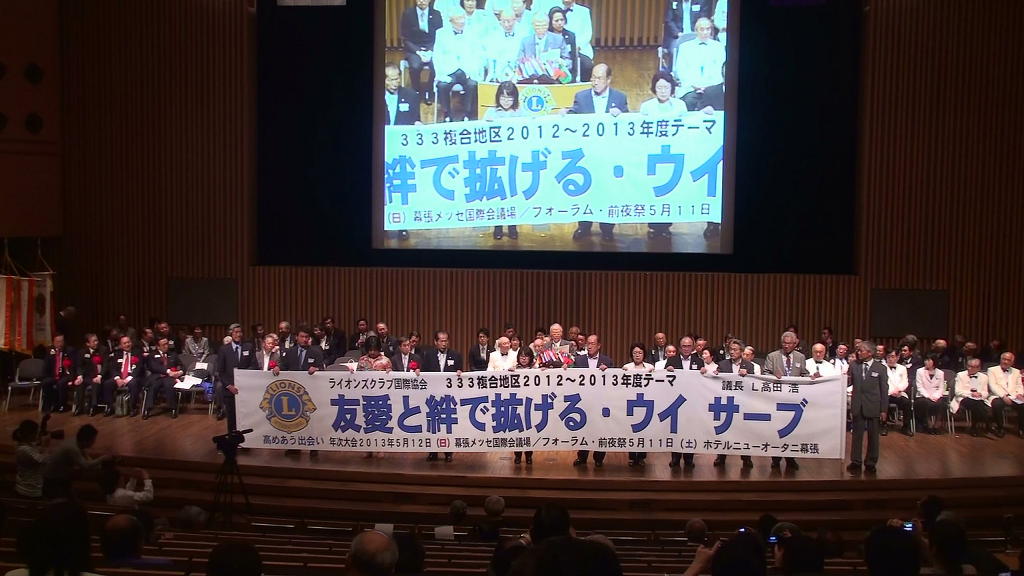 LIONS
L
333複合地区2012～2013年度テーマ
絆で拡げる・ウイ
(日) 幕張メッセ国際会議場／フォーラム・前夜祭5月11日
ライオンズクラブ国際協会 333複合地区2012～2013年度テーマ 議長 L高田 浩
LIONS
L
友愛と絆で拡げる・ウイ サーブ
高めあう出会い 年次大会2013年5月12日(日)幕張メッセ国際会議場／フォーラム・前夜祭5月11日(土)ホテルニューオータニ幕張